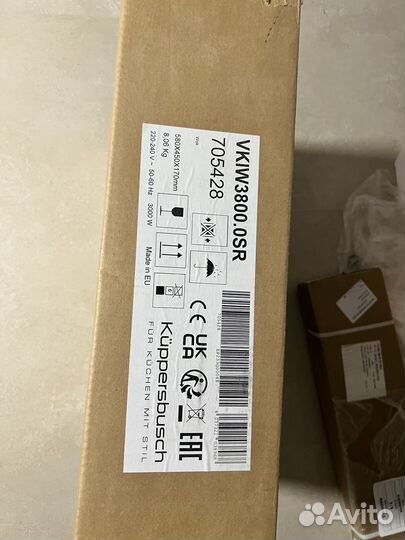 VKIW3800.0SR
705428
580X450X170mm
8,06 Kg
220-240 V ~ 50-60 Hz 3000 W
Made in EU
CE UK CA
EAC
Küppersbusch
FÜR KÜCHEN MIT STIL
Avito